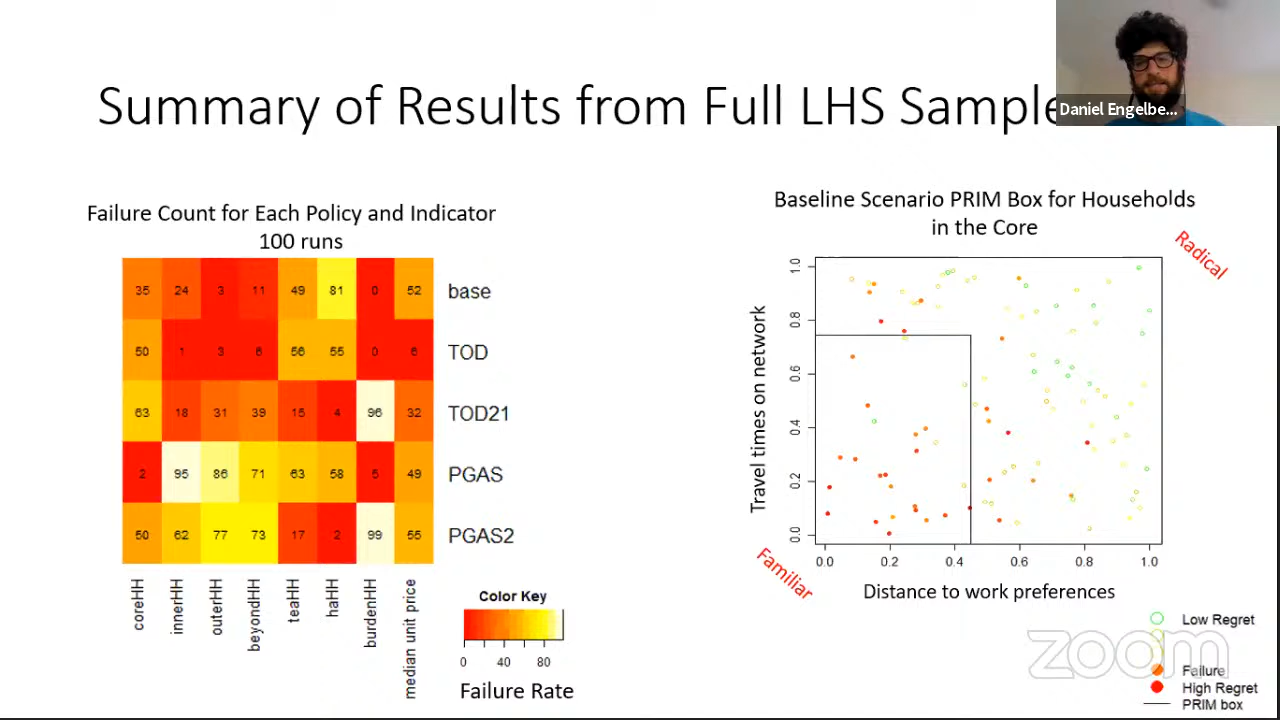 Summary of Results from Full LHS Sample
Daniel Engelbe...
Failure Count for Each Policy and Indicator
100 runs
35 24 3 11 49 81 0 52 base
50 1 3 6 56 55 0 6 TOD
63 18 31 39 15 4 96 32 TOD21
2 95 86 71 63 58 5 49 PGAS
50 62 77 73 17 2 99 55 PGAS2
coreHH
innerHH
outerHH
beyondHH
teaHH
haHH
burdenHH
median unit price
Color Key
0 40 80
Failure Rate
Baseline Scenario PRIM Box for Households
in the Core
Radical
Travel times on network
1.0
0.8
0.6
0.4
0.2
0.0
0.0 0.2 0.4 0.6 0.8 1.0
Familiar
Distance to work preferences
Low Regret
Failure
High Regret
PRIM box
zoom